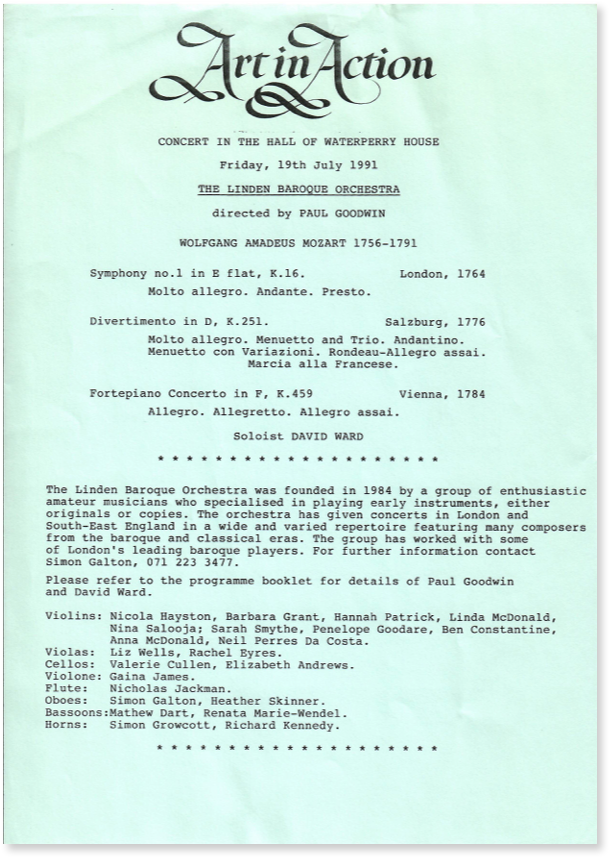 Art in Action
CONCERT IN THE HALL OF WATERPERRY HOUSE
Friday, 19th July 1991
THE LINDEN BAROQUE ORCHESTRA
directed by PAUL GOODWIN
WOLFGANG AMADEUS MOZART 1756-1791
Symphony no.1 in E flat, K.16. London, 1764
Molto allegro. Andante. Presto.
Divertimento in D, K.251. Salzburg, 1776
Molto allegro. Menuetto and Trio. Andantino.
Menuetto con Variazioni. Rondeau-Allegro assai.
Marcia alla Francese.
Fortepiano Concerto in F, K.459 Vienna, 1784
Allegro. Allegretto. Allegro assai.
Soloist DAVID WARD
* * * * * * * * * * * * * * * * * * * *
The Linden Baroque Orchestra was founded in 1984 by a group of enthusiastic
amateur musicians who specialised in playing early instruments, either
originals or copies. The orchestra has given concerts in London and
South-East England in a wide and varied repertoire featuring many composers
from the baroque and classical eras. The group has worked with some
of London's leading baroque players. For further information contact
Simon Galton, 071 223 3477.
Please refer to the programme booklet for details of Paul Goodwin
and David Ward.
Violins: Nicola Hayston, Barbara Grant, Hannah Patrick, Linda McDonald,
Nina Salooja; Sarah Smythe, Penelope Goodare, Ben Constantine,
Anna McDonald, Neil Perres Da Costa.
Violas: Liz Wells, Rachel Eyres.
Cellos: Valerie Cullen, Elizabeth Andrews.
Violone: Gaina James.
Flute: Nicholas Jackman.
Oboes: Simon Galton, Heather Skinner.
Bassoons:Mathew Dart, Renata Marie-Wendel.
Horns: Simon Growcott, Richard Kennedy.
* * * * * * * * * * * * * * * * * * * *